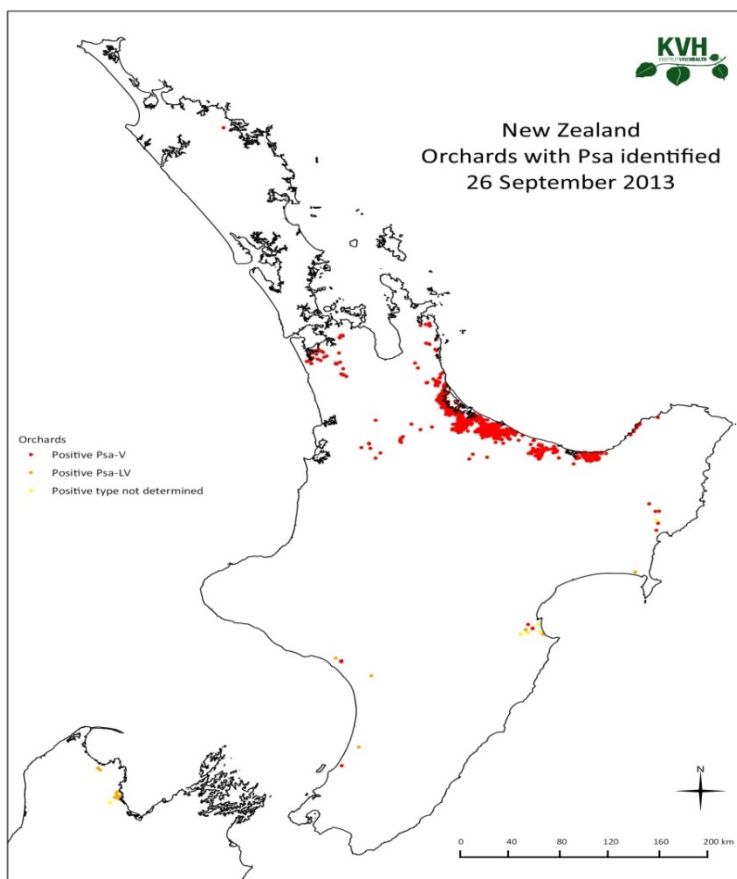 KVH
New Zealand
Orchards with Psa identified
26 September 2013
Orchards
Positive Psa-V
Positive Psa-LV
Positive type not determined
N
0 40 80 120 160 200 km